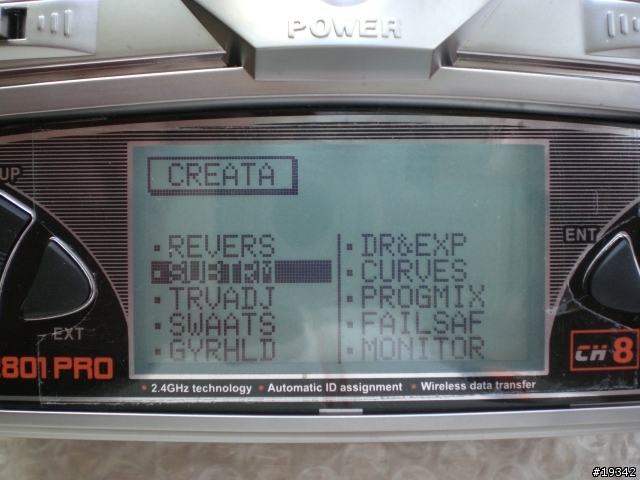 POWER
UP
CREATA
REVERS
SUBTRM
TRVADJ
SWAATS
GYRHLD
DR&EXP
CURVES
PROGMIX
FAILSAF
MONITOR
ENT
EXT
801 PRO
CH 8
• 2.4GHz technology • Automatic ID assignment • Wireless data transfer
#19342